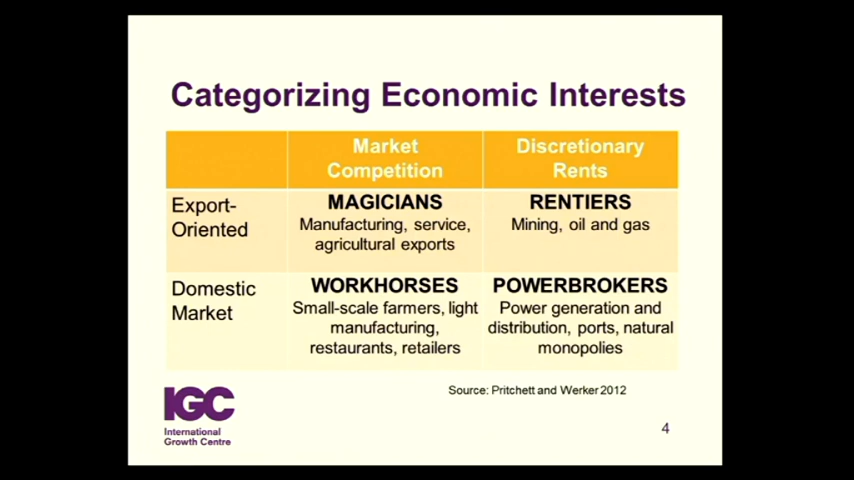 Categorizing Economic Interests
Market
Competition
Discretionary
Rents
Export-
Oriented
MAGICIANS
Manufacturing, service,
agricultural exports
RENTIERS
Mining, oil and gas
Domestic
Market
WORKHORSES
Small-scale farmers, light
manufacturing,
restaurants, retailers
POWERBROKERS
Power generation and
distribution, ports, natural
monopolies
Source: Pritchett and Werker 2012
IGC
International
Growth Centre
4